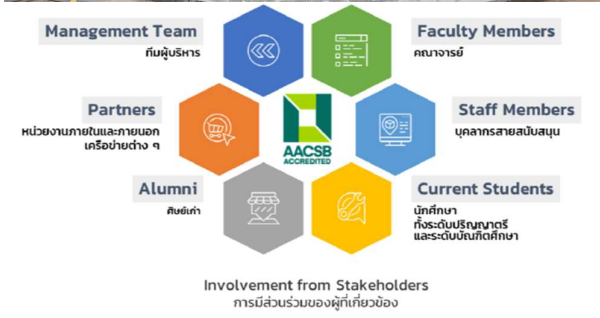 Management Team
ทีมผู้บริหาร
Faculty Members
คณาจารย์
Partners
หน่วยงานภายในและภายนอก
เครือข่ายต่าง ๆ
AACSB
ACCREDITED
Staff Members
บุคลากรสายสนับสนุน
Alumni
ศิษย์เก่า
Current Students
นักศึกษา
ทั้งระดับปริญญาตรี
และระดับบัณฑิตศึกษา
Involvement from Stakeholders
การมีส่วนร่วมของผู้ที่เกี่ยวข้อง